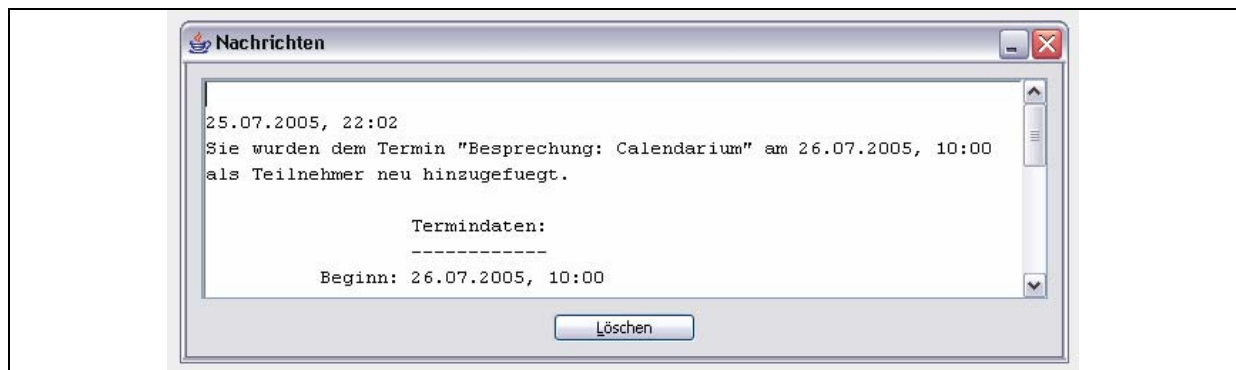 Nachrichten
25.07.2005, 22:02
Sie wurden dem Termin "Besprechung: Calendarium" am 26.07.2005, 10:00
als Teilnehmer neu hinzugefuegt.
Termindaten:
------------
Beginn: 26.07.2005, 10:00
Löschen